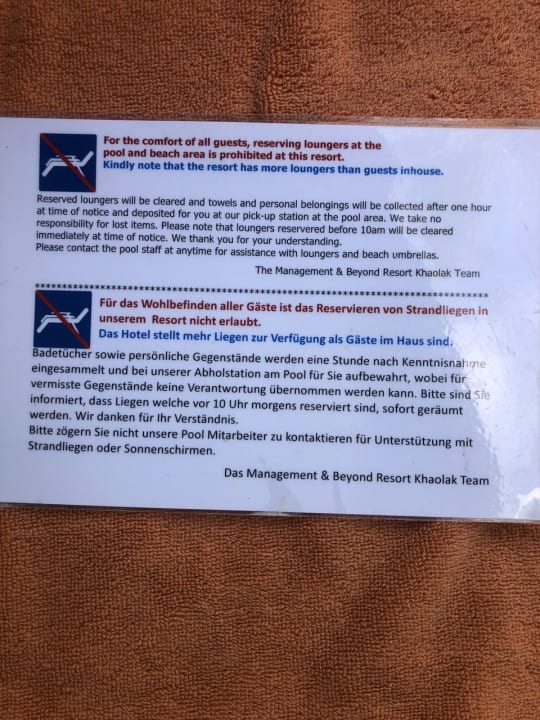 For the comfort of all guests, reserving loungers at the
pool and beach area is prohibited at this resort.
Kindly note that the resort has more loungers than guests inhouse.
Reserved loungers will be cleared and towels and personal belongings will be collected after one hour
at time of notice and deposited for you at our pick-up station at the pool area. We take no
responsibility for lost items. Please note that loungers reservered before 10am will be cleared
immediately at time of notice. We thank you for your understanding.
Please contact the pool staff at anytime for assistance with loungers and beach umbrellas.
The Management & Beyond Resort Khaolak Team
Für das Wohlbefinden aller Gäste ist das Reservieren von Strandliegen in
unserem Resort nicht erlaubt.
Das Hotel stellt mehr Liegen zur Verfügung als Gäste im Haus sind.
Badetücher sowie persönliche Gegenstände werden eine Stunde nach Kenntnisnahme
eingesammelt und bei unserer Abholstation am Pool für Sie aufbewahrt, wobei für
vermisste Gegenstände keine Verantwortung übernommen werden kann. Bitte sind Sie
informiert, dass Liegen welche vor 10 Uhr morgens reserviert sind, sofort geräumt
werden. Wir danken für Ihr Verständnis.
Bitte zögern Sie nicht unsere Pool Mitarbeiter zu kontaktieren für Unterstützung mit
Strandliegen oder Sonnenschirmen.
Das Management & Beyond Resort Khaolak Team